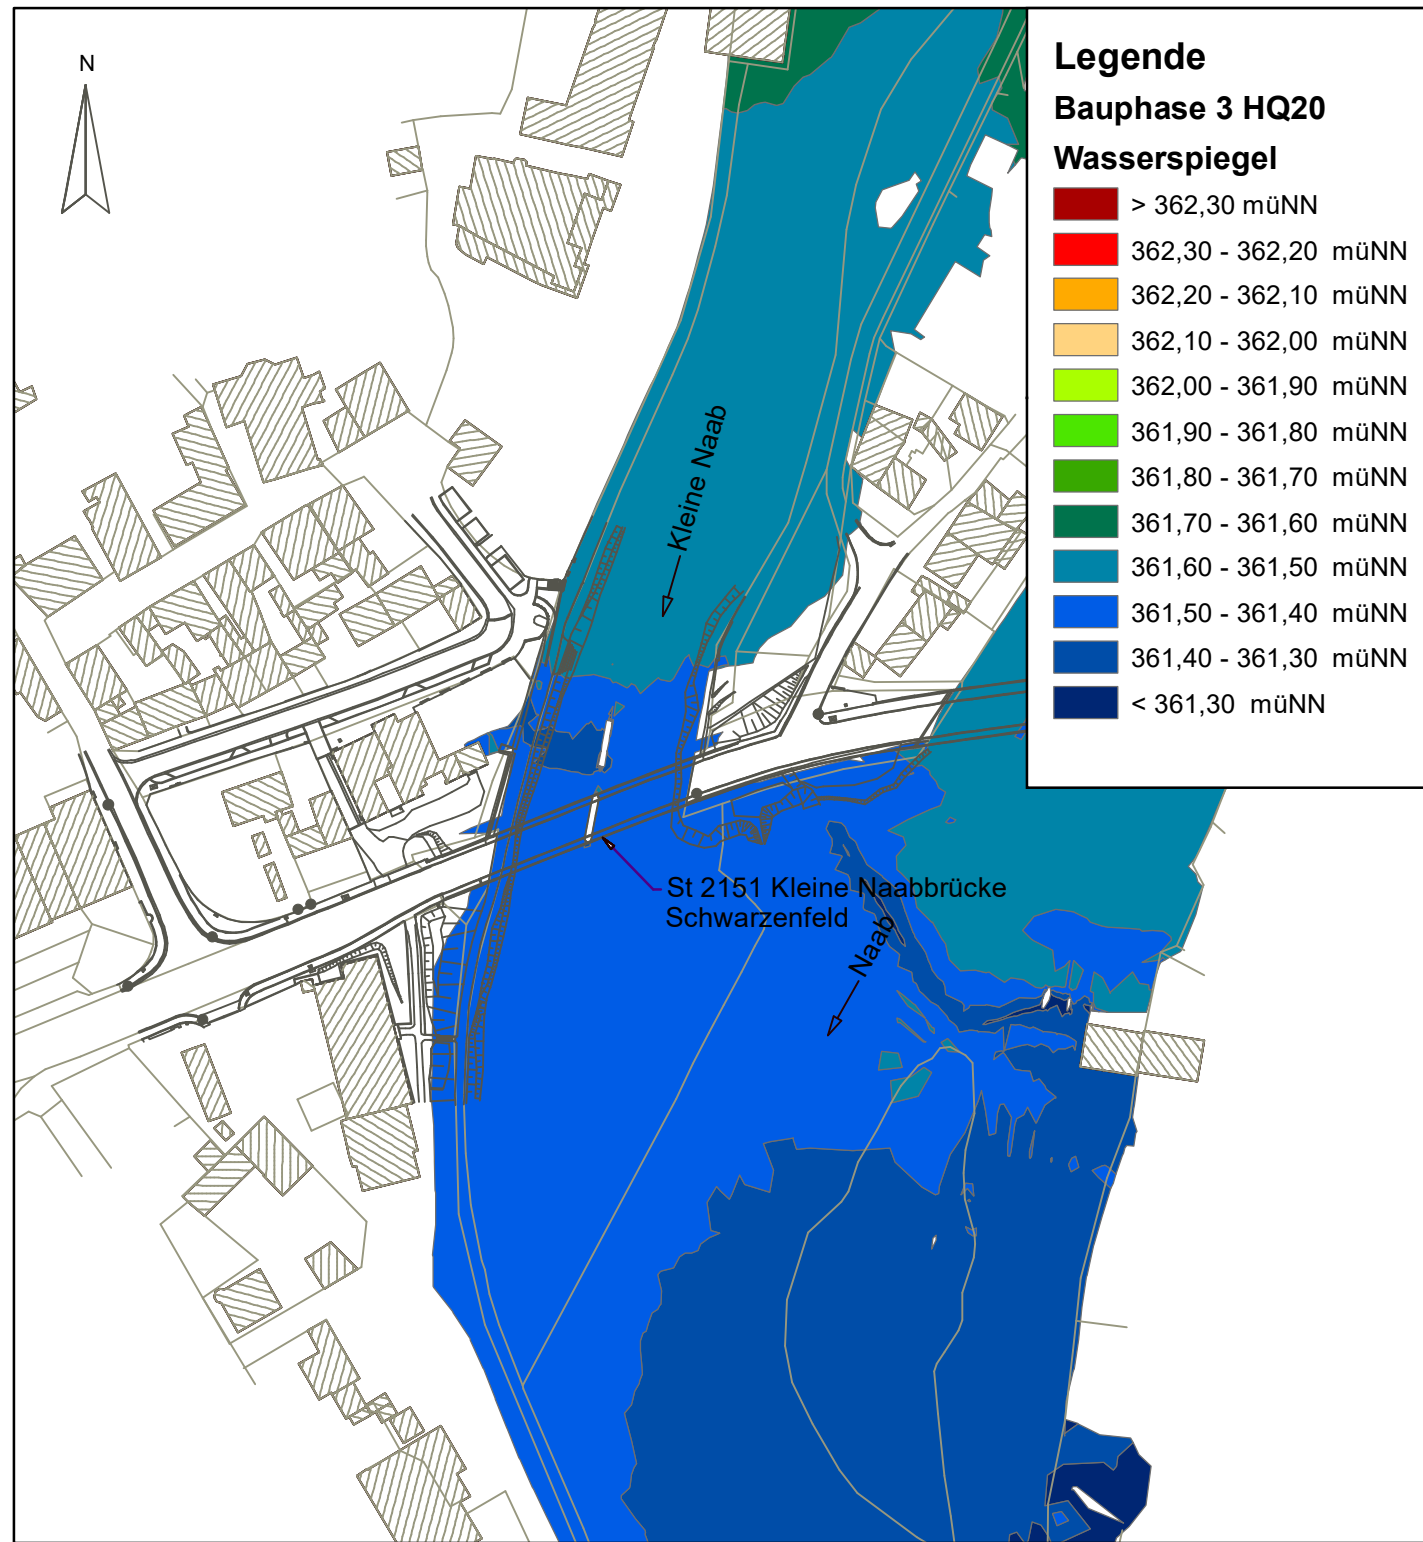 N
Legende
Bauphase 3 HQ20
Wasserspiegel
> 362,30 müNN
362,30 - 362,20 müNN
362,20 - 362,10 müNN
362,10 - 362,00 müNN
362,00 - 361,90 müNN
361,90 - 361,80 müNN
361,80 - 361,70 müNN
361,70 - 361,60 müNN
361,60 - 361,50 müNN
361,50 - 361,40 müNN
361,40 - 361,30 müNN
< 361,30 müNN
Kleine Naab
St 2151 Kleine Naabbrücke
Schwarzenfeld
Naab